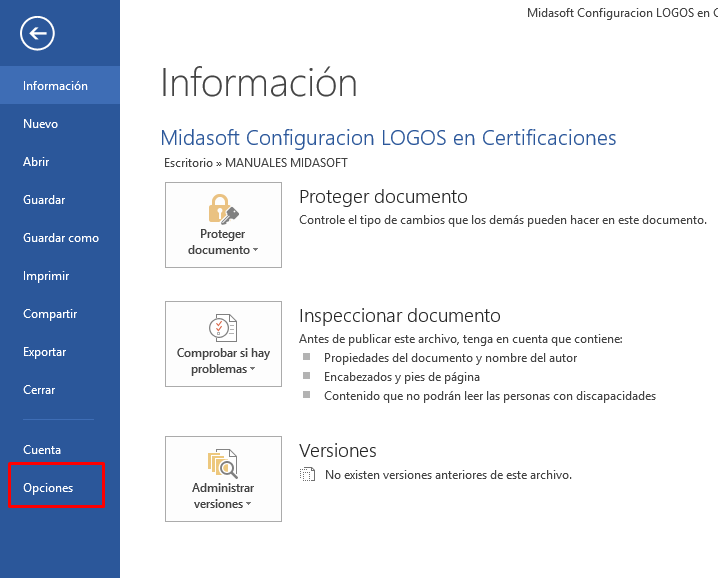 Midasoft Configuracion LOGOS en
Información
Nuevo
Abrir
Guardar
Guardar como
Imprimir
Compartir
Exportar
Cerrar
Cuenta
Opciones
Información
Midasoft Configuracion LOGOS en Certificaciones
Escritorio » MANUALES MIDASOFT
Proteger
documento
Proteger documento
Controle el tipo de cambios que los demás pueden hacer en este documento.
Comprobar si hay
problemas
Inspeccionar documento
Antes de publicar este archivo, tenga en cuenta que contiene:
Propiedades del documento y nombre del autor
Encabezados y pies de página
Contenido que no podrán leer las personas con discapacidades
Administrar
versiones
Versiones
No existen versiones anteriores de este archivo.